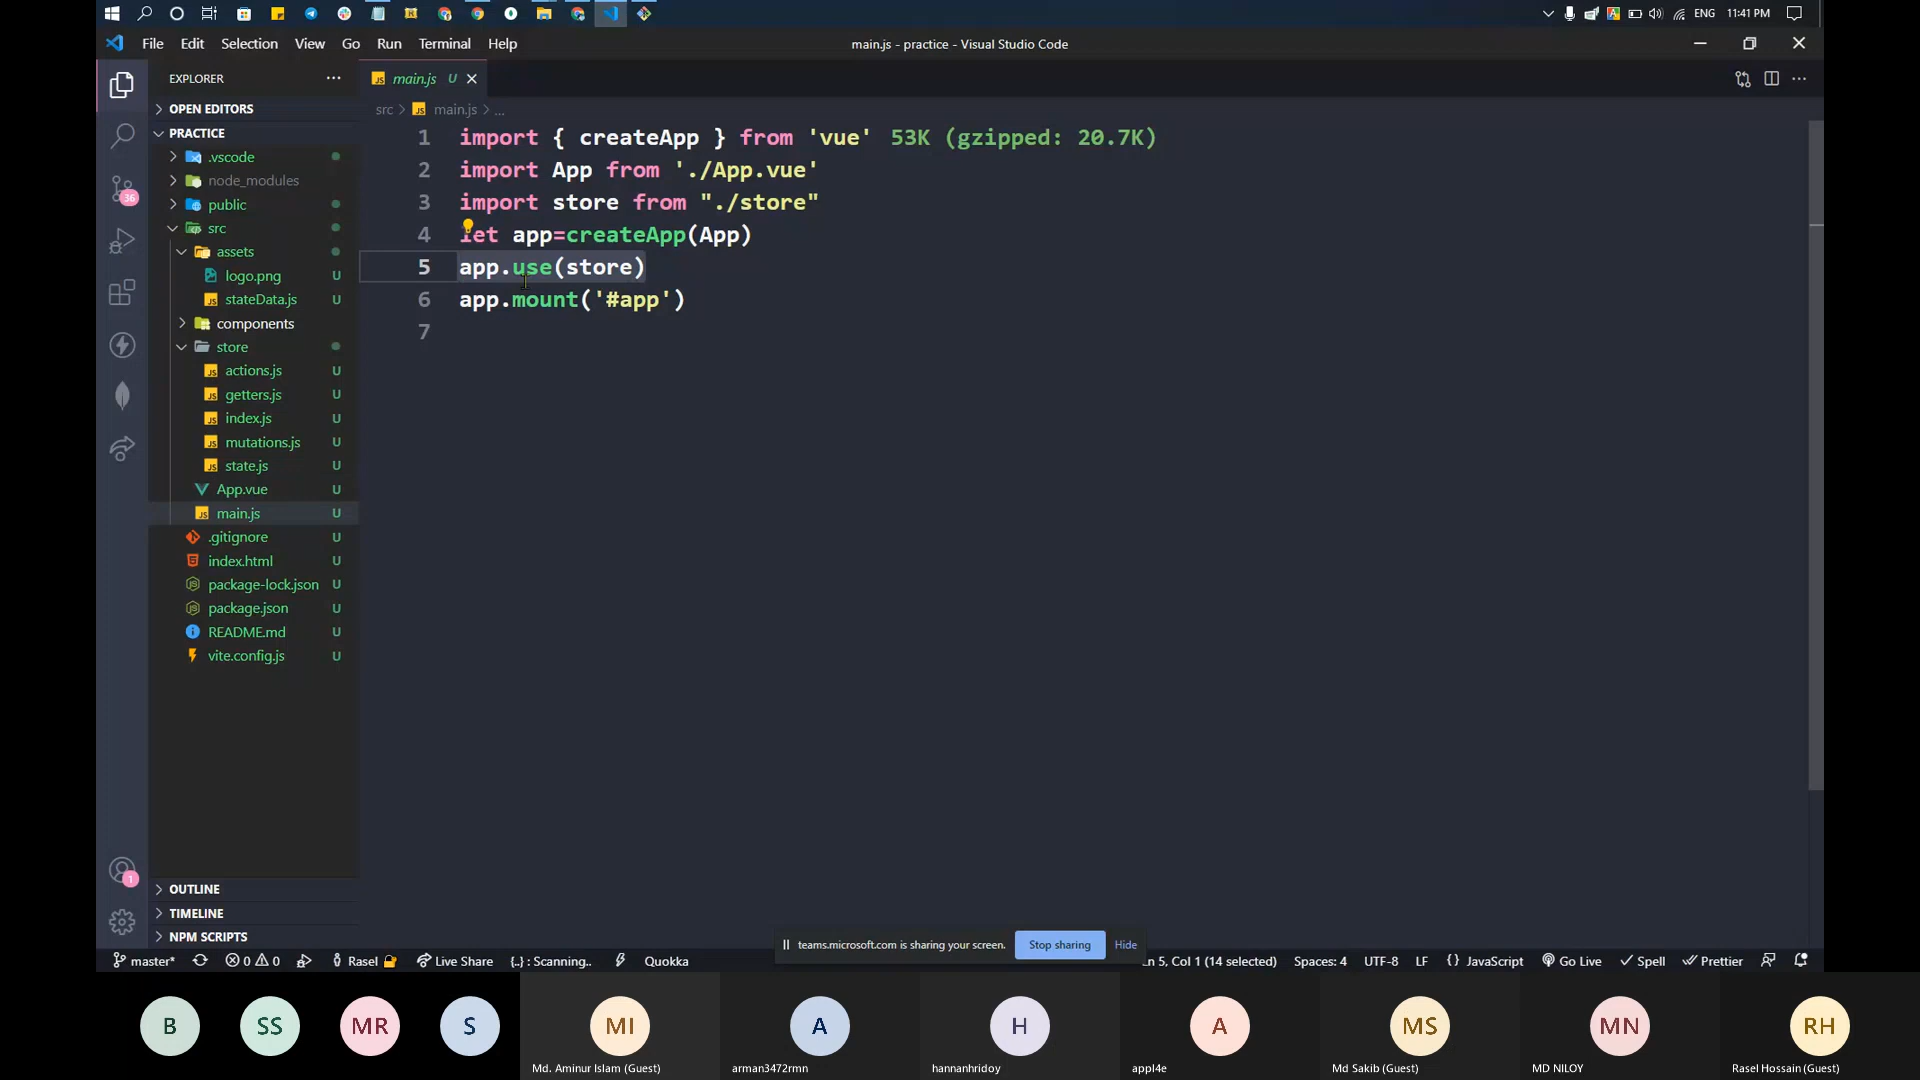 ENG 11:41 PM
File Edit Selection View Go Run Terminal Help
main.js - practice - Visual Studio Code
EXPLORER
main.js U
OPEN EDITORS
src > main.js > ...
PRACTICE
.vscode
node_modules
public
src
assets
logo.png
stateData.js U
components
store
actions.js U
getters.js U
index.js U
mutations.js U
state.js U
App.vue U
main.js U
.gitignore U
index.html U
package-lock.json U
package.json U
README.md U
vite.config.js U
OUTLINE
TIMELINE
NPM SCRIPTS
36
1
1 import { createApp } from 'vue' 53K (gzipped: 20.7K)
2 import App from './App.vue'
3 import store from "./store"
4 let app=createApp(App)
5 app.use(store)
6 app.mount('#app')
7
teams.microsoft.com is sharing your screen. Stop sharing Hide
master* 0 0 Rasel Live Share {..} : Scanning.. Quokka Ln 5, Col 1 (14 selected) Spaces: 4 UTF-8 LF { } JavaScript Go Live Spell Prettier
B SS MR S MI A H A MS MN RH
Md. Aminur Islam (Guest) arman3472rmn hannanhridoy appl4e Md Sakib (Guest) MD NILOY Rasel Hossain (Guest)